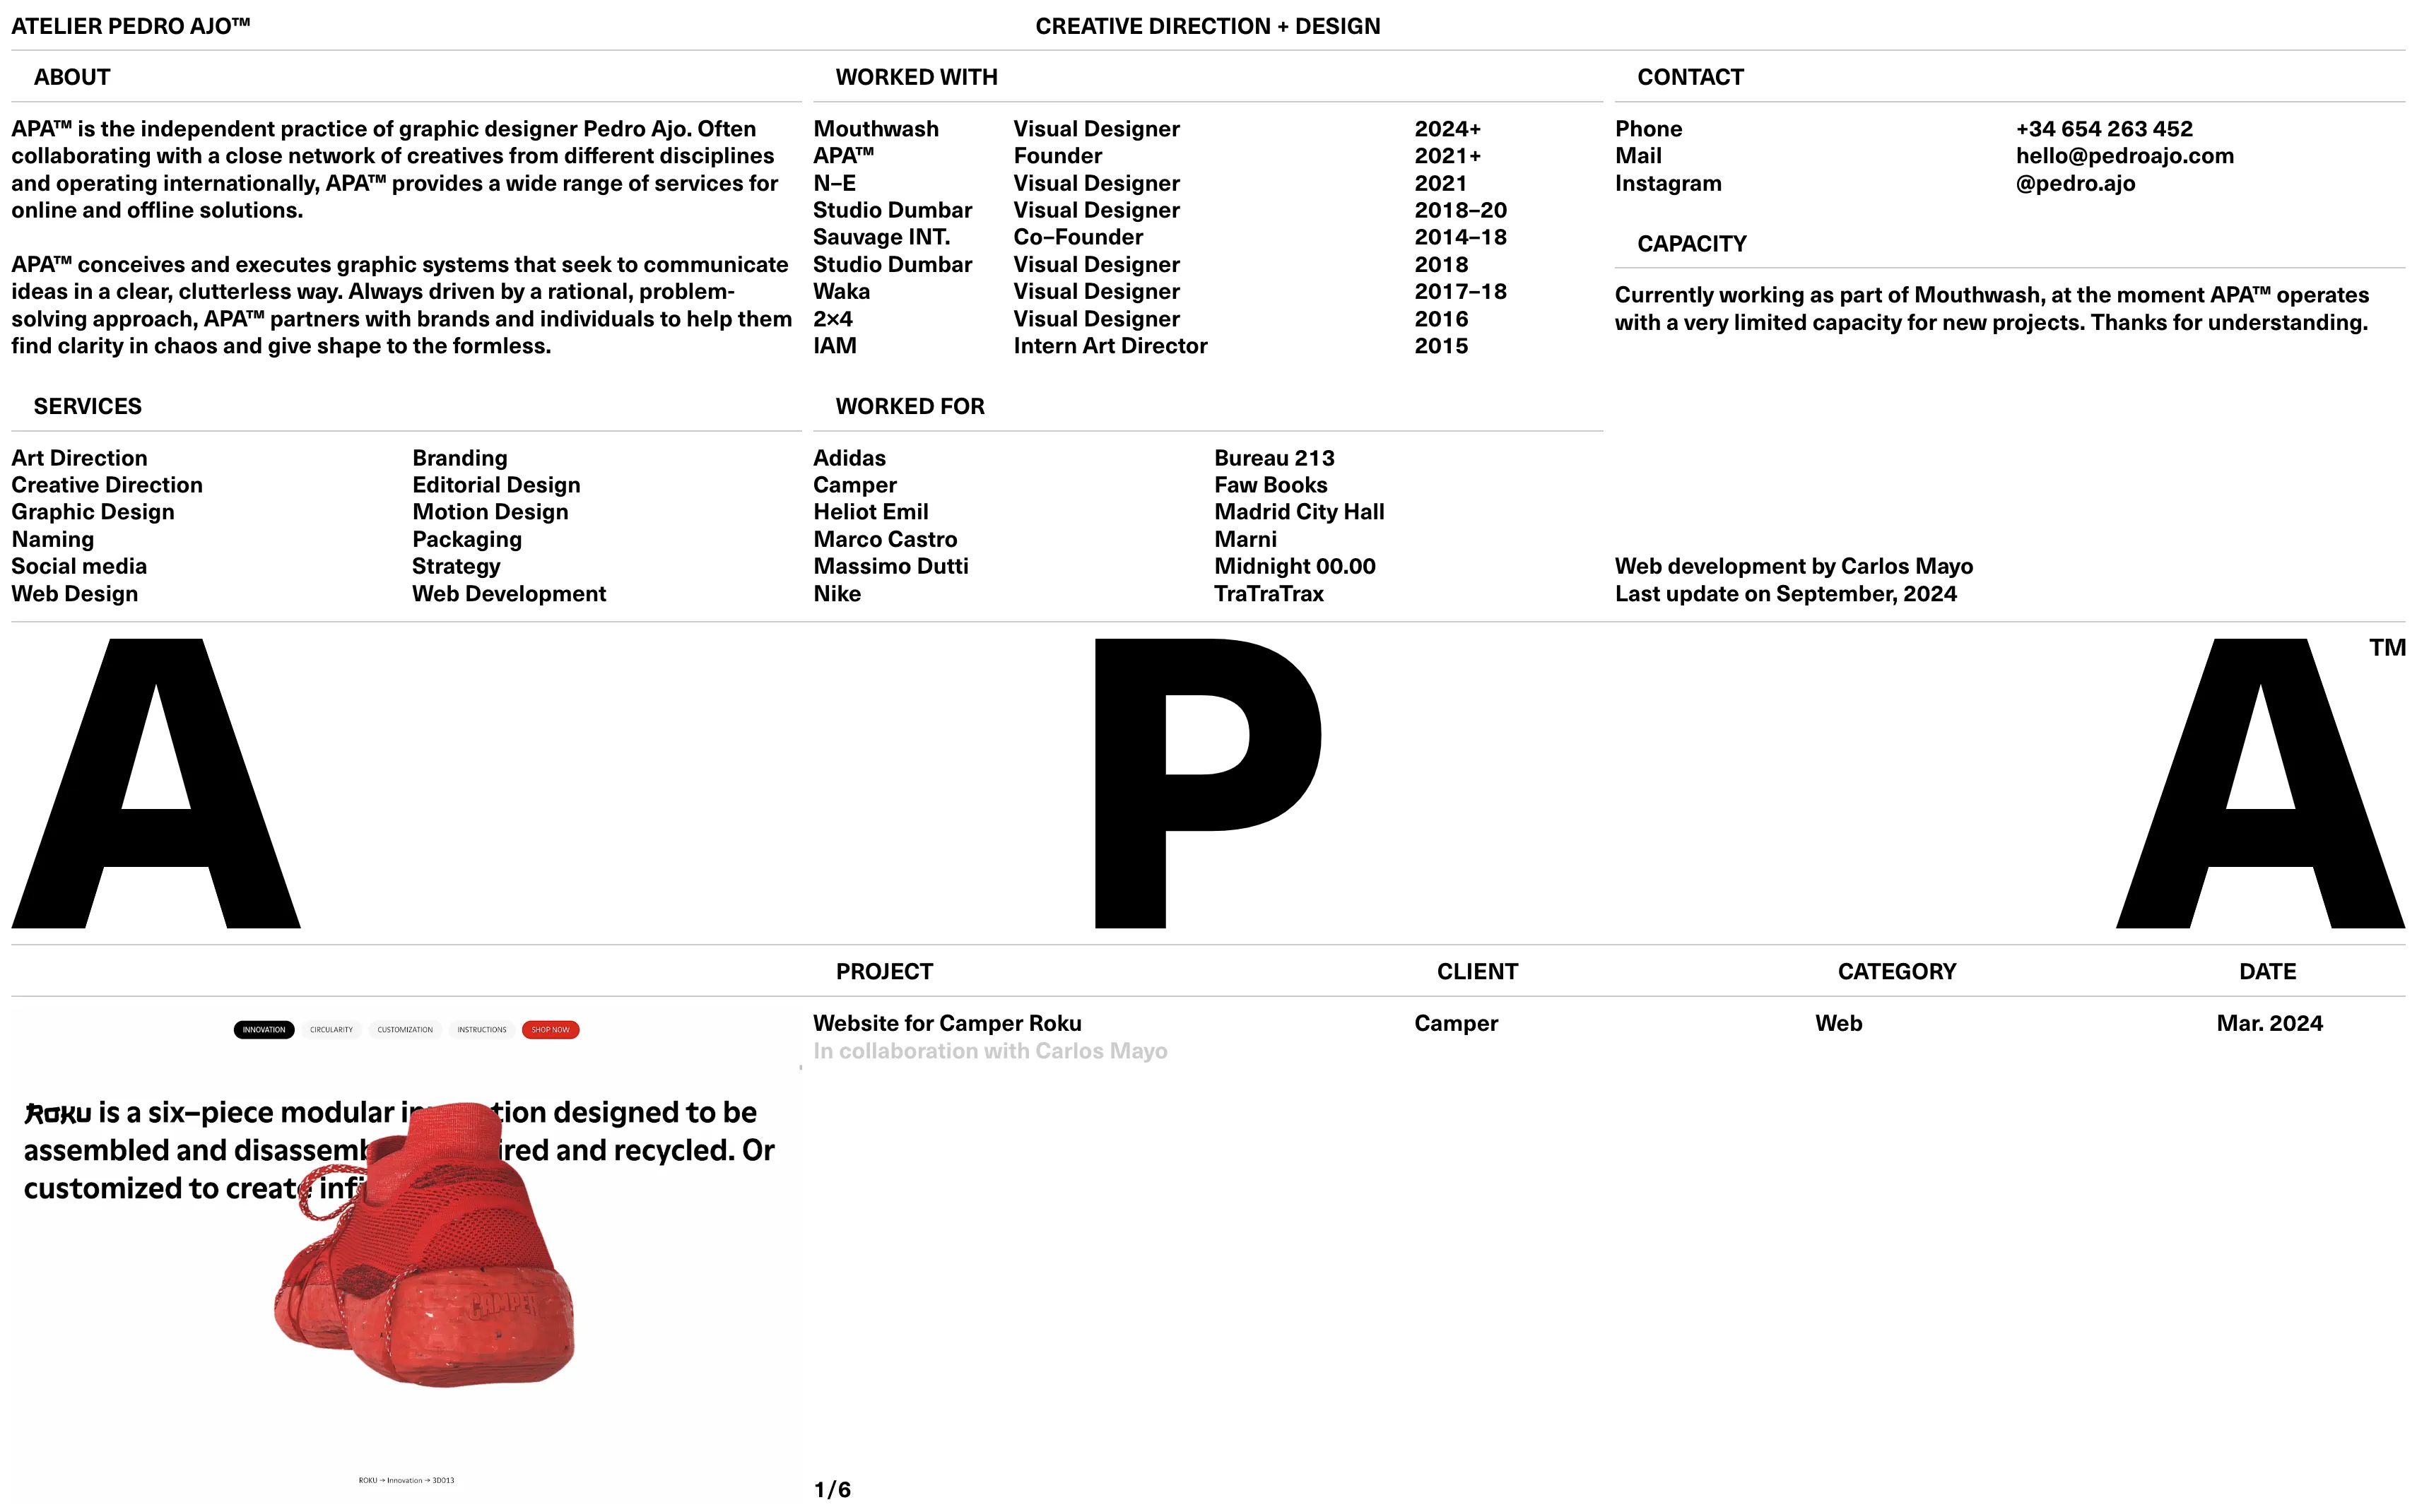 ATELIER PEDRO AJO™
CREATIVE DIRECTION + DESIGN
ABOUT
APA™ is the independent practice of graphic designer Pedro Ajo. Often
collaborating with a close network of creatives from different disciplines
and operating internationally, APA™ provides a wide range of services for
online and offline solutions.
APA™ conceives and executes graphic systems that seek to communicate
ideas in a clear, clutterless way. Always driven by a rational, problem-
solving approach, APA™ partners with brands and individuals to help them
find clarity in chaos and give shape to the formless.
WORKED WITH
Mouthwash Visual Designer 2024+
APA™ Founder 2021+
N–E Visual Designer 2021
Studio Dumbar Visual Designer 2018–20
Sauvage INT. Co–Founder 2014–18
Studio Dumbar Visual Designer 2018
Waka Visual Designer 2017–18
2×4 Visual Designer 2016
IAM Intern Art Director 2015
CONTACT
Phone +34 654 263 452
Mail hello@pedroajo.com
Instagram @pedro.ajo
CAPACITY
Currently working as part of Mouthwash, at the moment APA™ operates
with a very limited capacity for new projects. Thanks for understanding.
SERVICES
Art Direction Branding
Creative Direction Editorial Design
Graphic Design Motion Design
Naming Packaging
Social media Strategy
Web Design Web Development
WORKED FOR
Adidas Bureau 213
Camper Faw Books
Heliot Emil Madrid City Hall
Marco Castro Marni
Massimo Dutti Midnight 00.00
Nike TraTraTrax
Web development by Carlos Mayo
Last update on September, 2024
A P A TM
PROJECT CLIENT CATEGORY DATE
Website for Camper Roku Camper Web Mar. 2024
In collaboration with Carlos Mayo
INNOVATION CIRCULARITY CUSTOMIZATION INSTRUCTIONS SHOP NOW
Roku is a six–piece modular designed to be
assembled and and recycled. Or
customized to create
CAMPER
ROKU → Innovation → 3D013
1/6